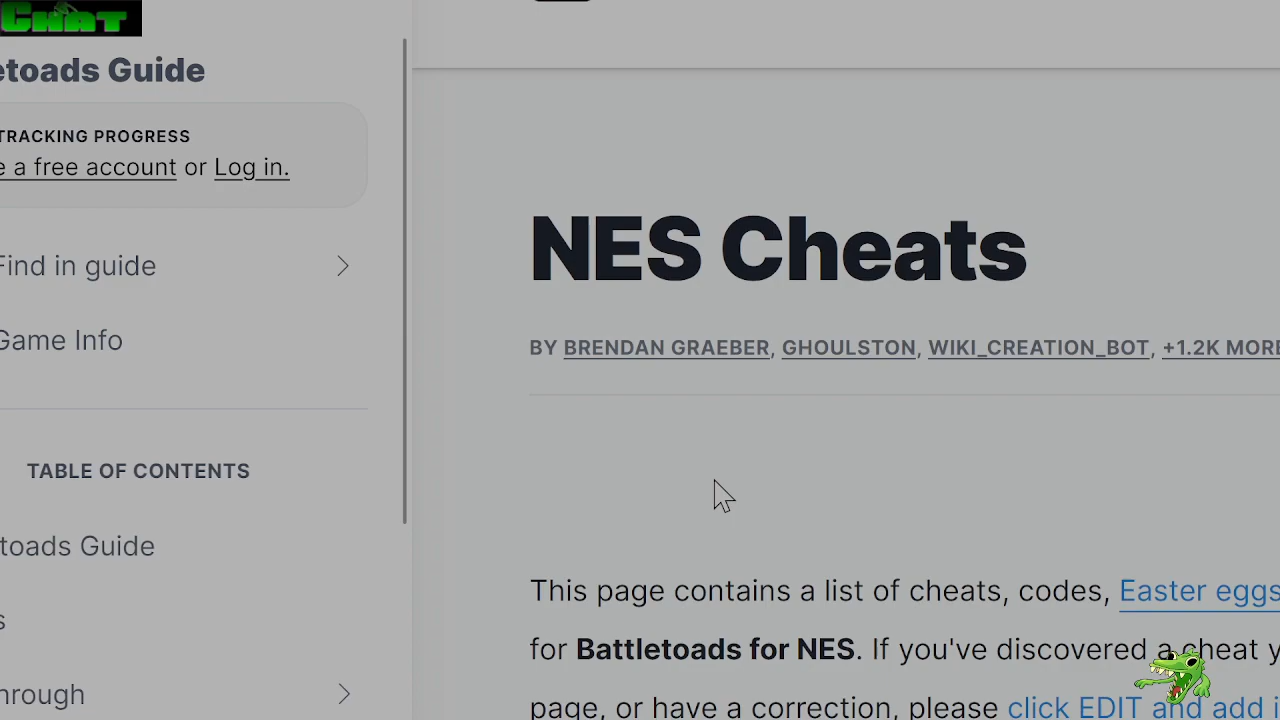 CHAT
etoads Guide
TRACKING PROGRESS
e a free account or Log in.
Find in guide
Game Info
TABLE OF CONTENTS
toads Guide
s
hrough
NES Cheats
BY BRENDAN GRAEBER, GHOULSTON, WIKI_CREATION_BOT, +1.2K MORE
This page contains a list of cheats, codes, Easter eggs
for Battletoads for NES. If you've discovered a cheat y
page, or have a correction, please click EDIT and add i